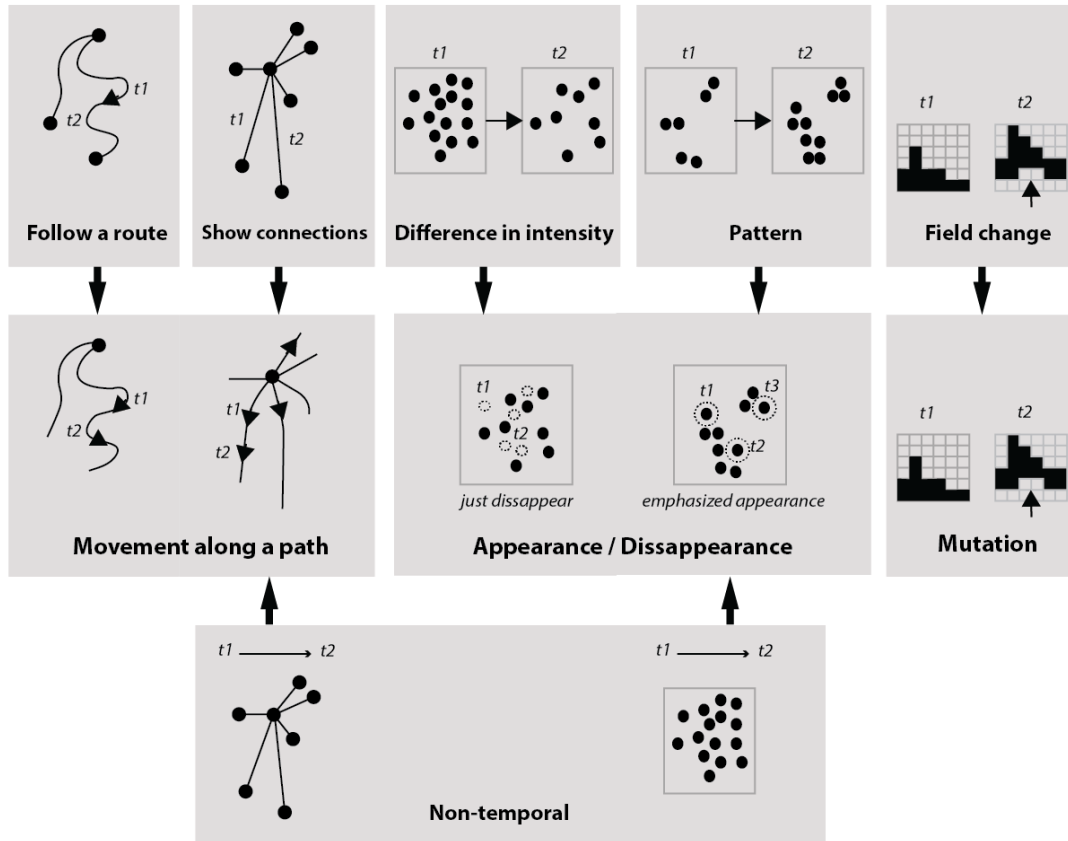 t1
t2
Follow a route
t1
t2
Show connections
t1
t2
Difference in intensity
t1
t2
Pattern
t1
t2
Field change
t1
t2
t1
t2
Movement along a path
t1
t2
just dissappear
t1
t3
t2
emphasized appearance
Appearance / Dissappearance
t1
t2
Mutation
t1
t2
t1
t2
Non-temporal